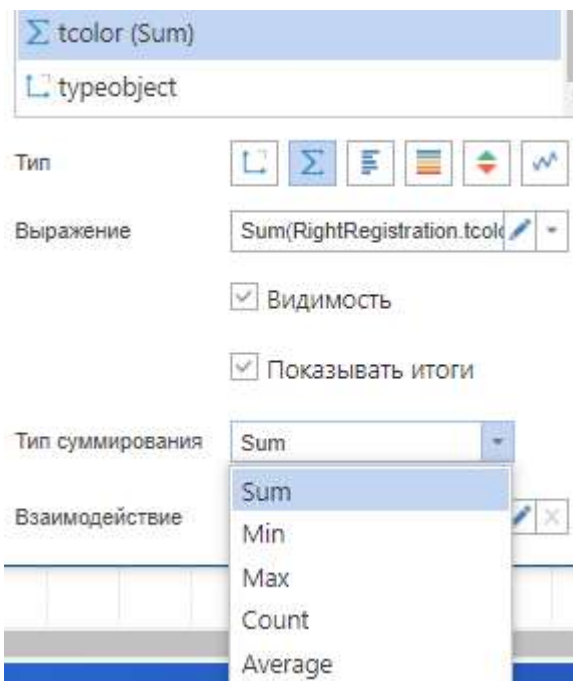 tcolor (Sum)
typeobject
Тип
Выражение
Sum(RightRegistration.tcolo
Видимость
Показывать итоги
Тип суммирования
Sum
Взаимодействие
Sum
Min
Max
Count
Average